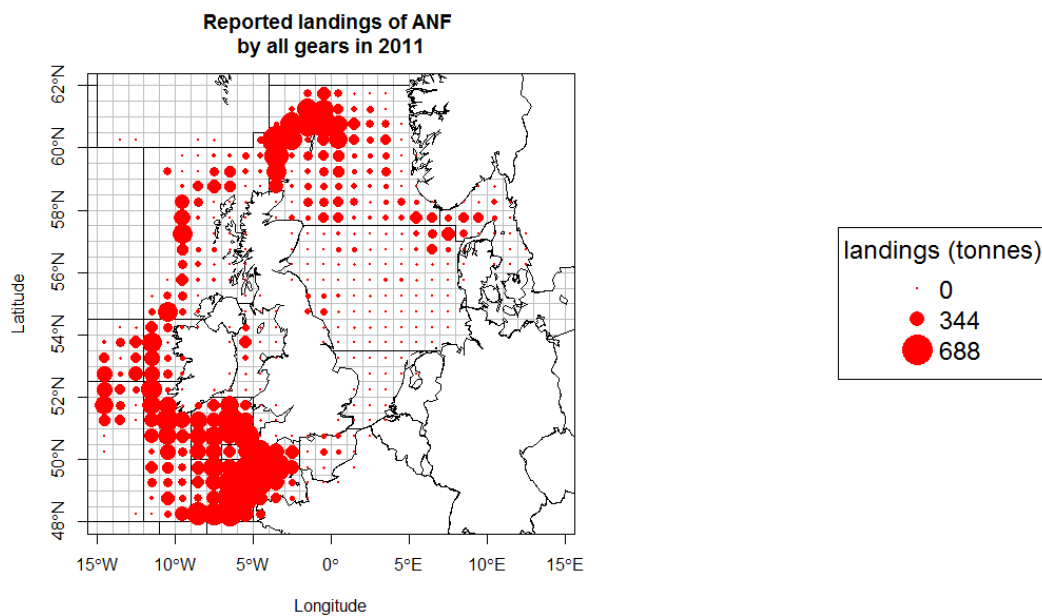 Reported landings of ANF
by all gears in 2011
62°N
60°N
58°N
56°N
54°N
52°N
50°N
48°N
Latitude
15°W
10°W
5°W
0°
5°E
10°E
15°E
Longitude
landings (tonnes)
0
344
688